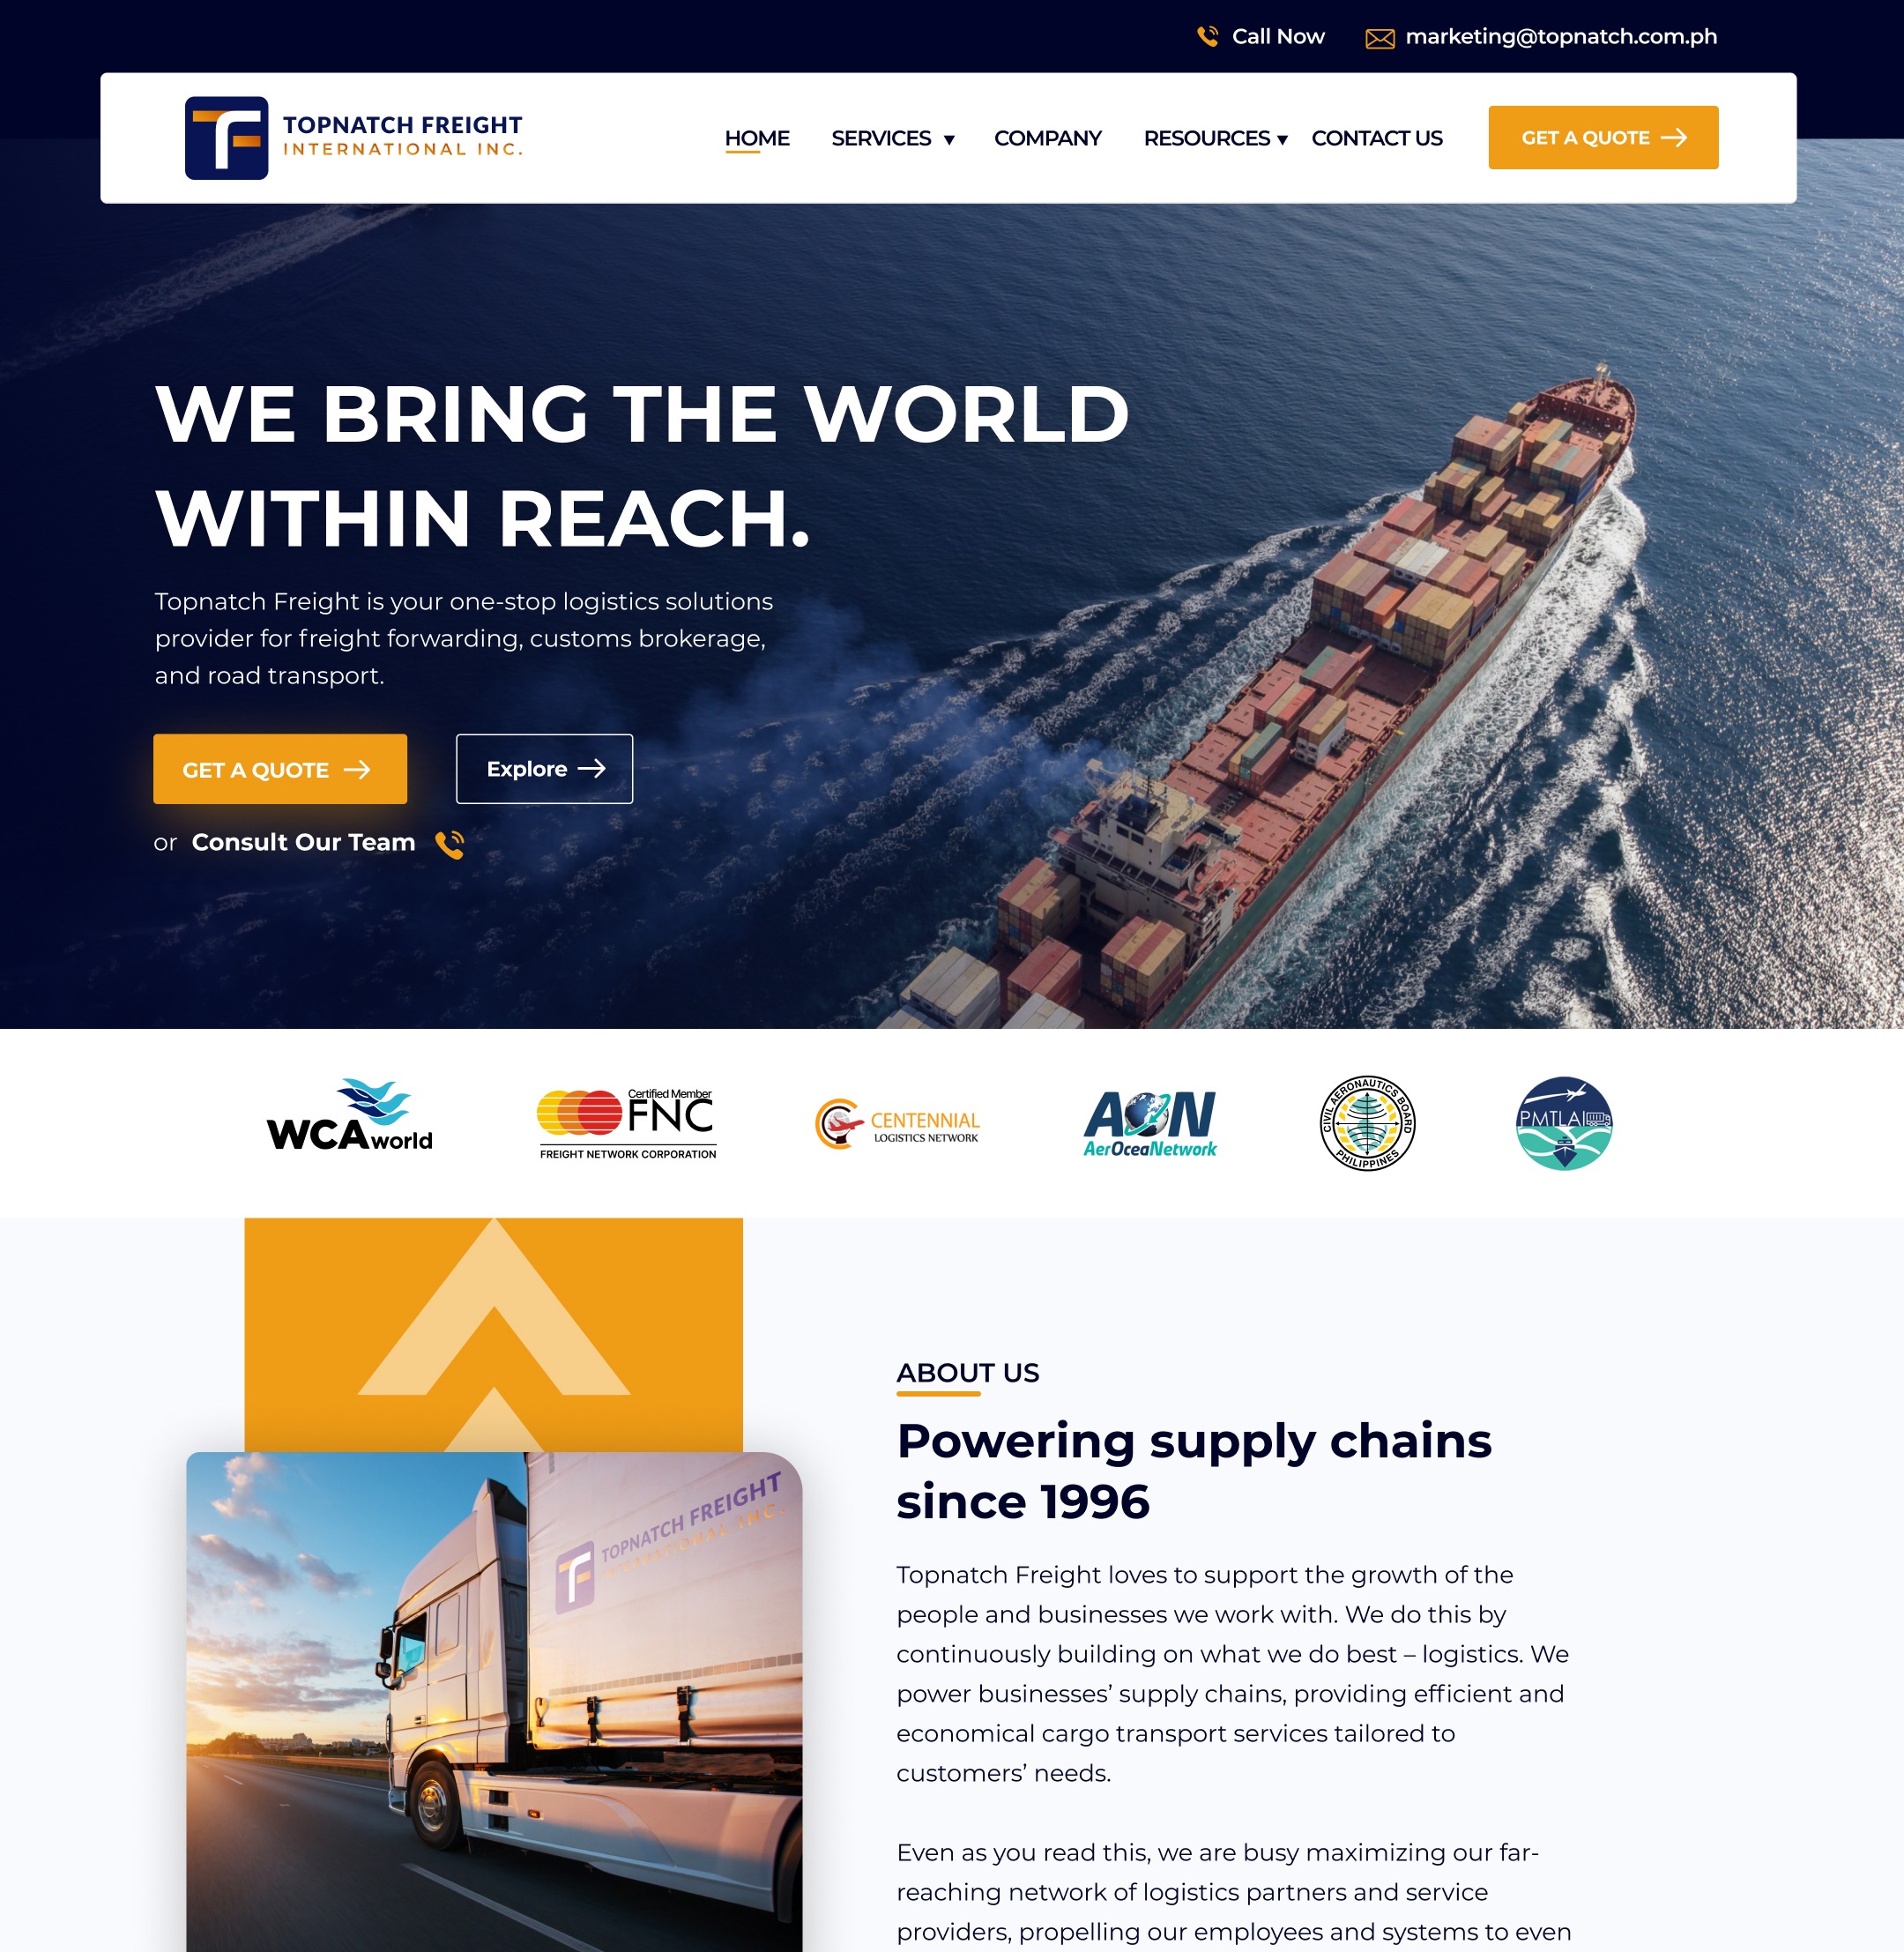 Call Now
marketing@topnatch.com.ph
TOPNATCH FREIGHT
INTERNATIONAL INC.
HOME
SERVICES
COMPANY
RESOURCES
CONTACT US
GET A QUOTE
WE BRING THE WORLD
WITHIN REACH.
Topnatch Freight is your one-stop logistics solutions
provider for freight forwarding, customs brokerage,
and road transport.
GET A QUOTE
Explore
or Consult Our Team
WCAworld
Certified Member
FNC
FREIGHT NETWORK CORPORATION
CENTENNIAL
LOGISTICS NETWORK
AON
AerOceaNetwork
CIVIL AERONAUTICS BOARD
PHILIPPINES
PMTLAI
ABOUT US
Powering supply chains
since 1996
TOPNATCH FREIGHT
INTERNATIONAL INC.
Topnatch Freight loves to support the growth of the
people and businesses we work with. We do this by
continuously building on what we do best – logistics. We
power businesses’ supply chains, providing efficient and
economical cargo transport services tailored to
customers’ needs.
Even as you read this, we are busy maximizing our far-
reaching network of logistics partners and service
providers, propelling our employees and systems to even